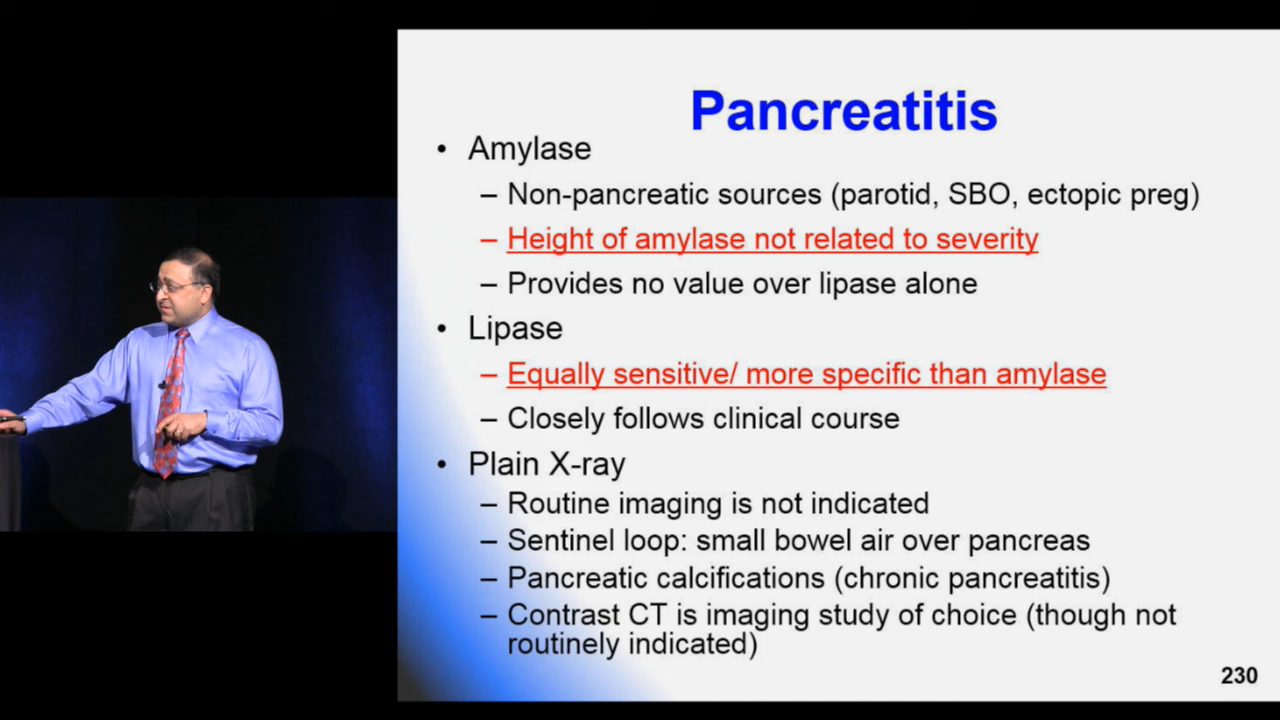 Pancreatitis
• Amylase
– Non-pancreatic sources (parotid, SBO, ectopic preg)
– Height of amylase not related to severity
– Provides no value over lipase alone
• Lipase
– Equally sensitive/ more specific than amylase
– Closely follows clinical course
• Plain X-ray
– Routine imaging is not indicated
– Sentinel loop: small bowel air over pancreas
– Pancreatic calcifications (chronic pancreatitis)
– Contrast CT is imaging study of choice (though not
routinely indicated)
230